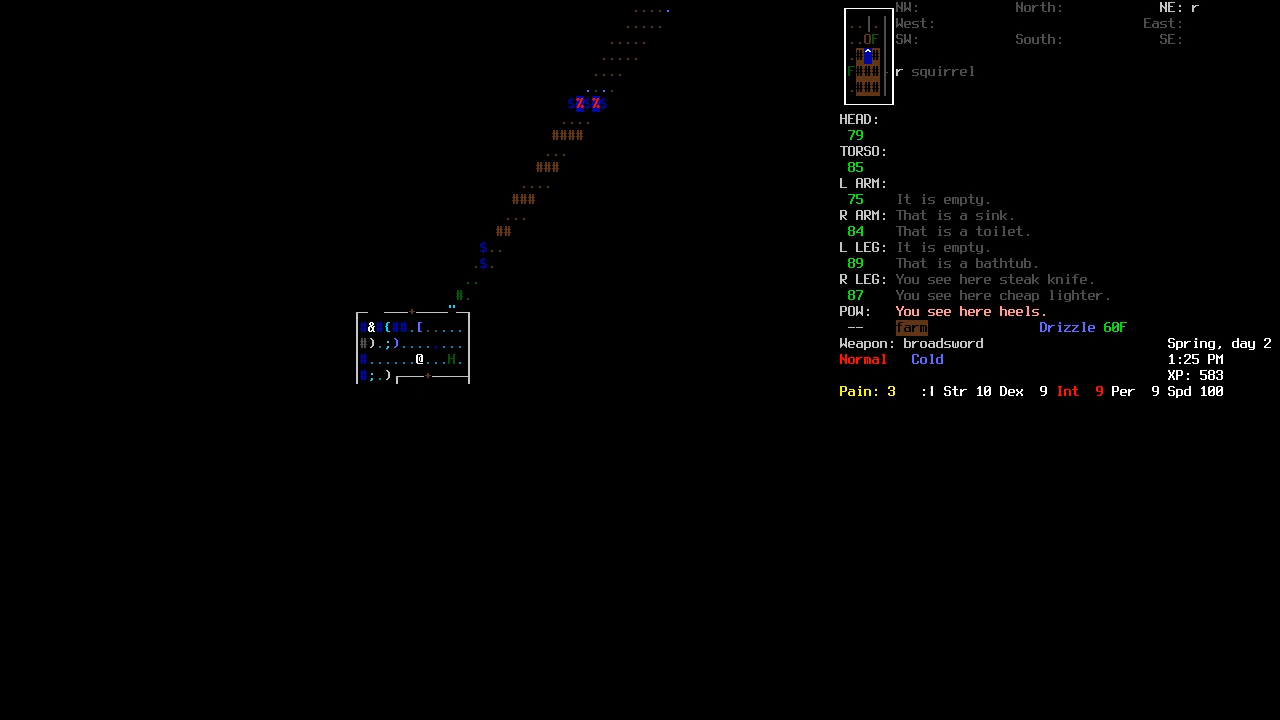 NW: North: NE: r
West: East:
SW: South: SE:
r squirrel
HEAD:
79
TORSO:
85
L ARM:
75 It is empty.
R ARM: That is a sink.
84 That is a toilet.
L LEG: It is empty.
89 That is a bathtub.
R LEG: You see here steak knife.
87 You see here cheap lighter.
POW: You see here heels.
-- farm Drizzle 60F
Weapon: broadsword Spring, day 2
Normal Cold 1:25 PM
XP: 583
Pain: 3 :| Str 10 Dex 9 Int 9 Per 9 Spd 100